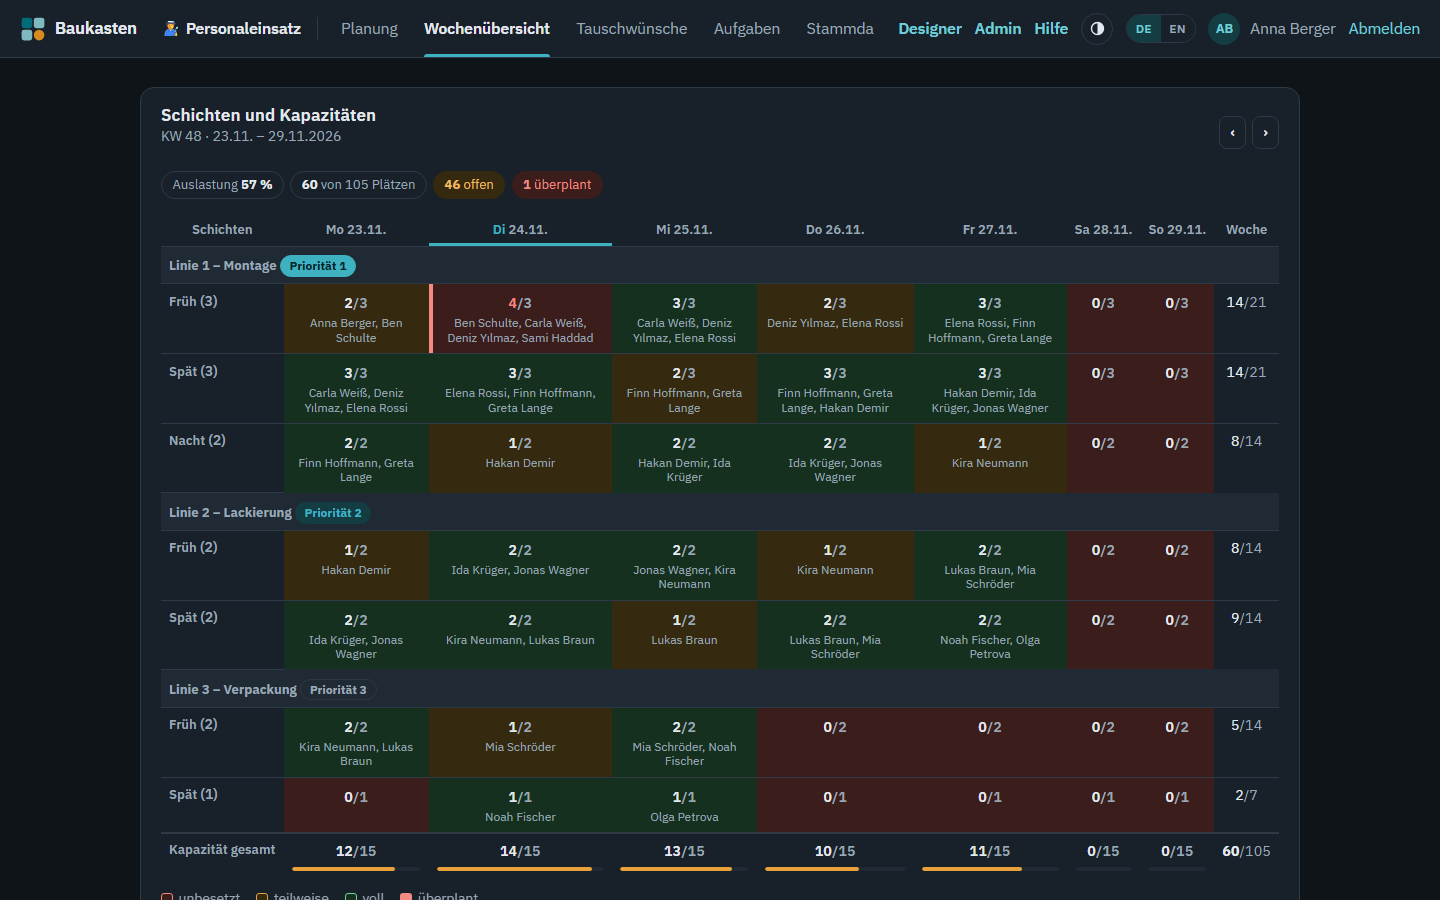 Baukasten Personaleinsatz Planung Wochenübersicht Tauschwünsche Aufgaben Stammda Designer Admin Hilfe DE EN AB Anna Berger Abmelden
Schichten und Kapazitäten
KW 48 · 23.11. – 29.11.2026
‹ ›
Auslastung 57 % 60 von 105 Plätzen 46 offen 1 überplant
Schichten Mo 23.11. Di 24.11. Mi 25.11. Do 26.11. Fr 27.11. Sa 28.11. So 29.11. Woche
Linie 1 – Montage Priorität 1
Früh (3) 2/3 4/3 3/3 2/3 3/3 0/3 0/3 14/21
Anna Berger, Ben Ben Schulte, Carla Weiß, Carla Weiß, Deniz Deniz Yılmaz, Elena Rossi Elena Rossi, Finn
Schulte Deniz Yılmaz, Sami Haddad Yılmaz, Elena Rossi Hoffmann, Greta Lange
Spät (3) 3/3 3/3 2/3 3/3 3/3 0/3 0/3 14/21
Carla Weiß, Deniz Elena Rossi, Finn Hoffmann, Finn Hoffmann, Greta Finn Hoffmann, Greta Hakan Demir, Ida
Yılmaz, Elena Rossi Greta Lange Lange Lange, Hakan Demir Krüger, Jonas Wagner
Nacht (2) 2/2 1/2 2/2 2/2 1/2 0/2 0/2 8/14
Finn Hoffmann, Greta Hakan Demir Hakan Demir, Ida Ida Krüger, Jonas Kira Neumann
Lange Krüger Wagner
Linie 2 – Lackierung Priorität 2
Früh (2) 1/2 2/2 2/2 1/2 2/2 0/2 0/2 8/14
Hakan Demir Ida Krüger, Jonas Wagner Jonas Wagner, Kira Kira Neumann Lukas Braun, Mia
Neumann Schröder
Spät (2) 2/2 2/2 1/2 2/2 2/2 0/2 0/2 9/14
Ida Krüger, Jonas Kira Neumann, Lukas Braun Lukas Braun Lukas Braun, Mia Noah Fischer, Olga
Wagner Schröder Petrova
Linie 3 – Verpackung Priorität 3
Früh (2) 2/2 1/2 2/2 0/2 0/2 0/2 0/2 5/14
Kira Neumann, Lukas Mia Schröder Mia Schröder, Noah
Braun Fischer
Spät (1) 0/1 1/1 1/1 0/1 0/1 0/1 0/1 2/7
Noah Fischer Olga Petrova
Kapazität gesamt 12/15 14/15 13/15 10/15 11/15 0/15 0/15 60/105
unbesetzt teilweise voll überplant